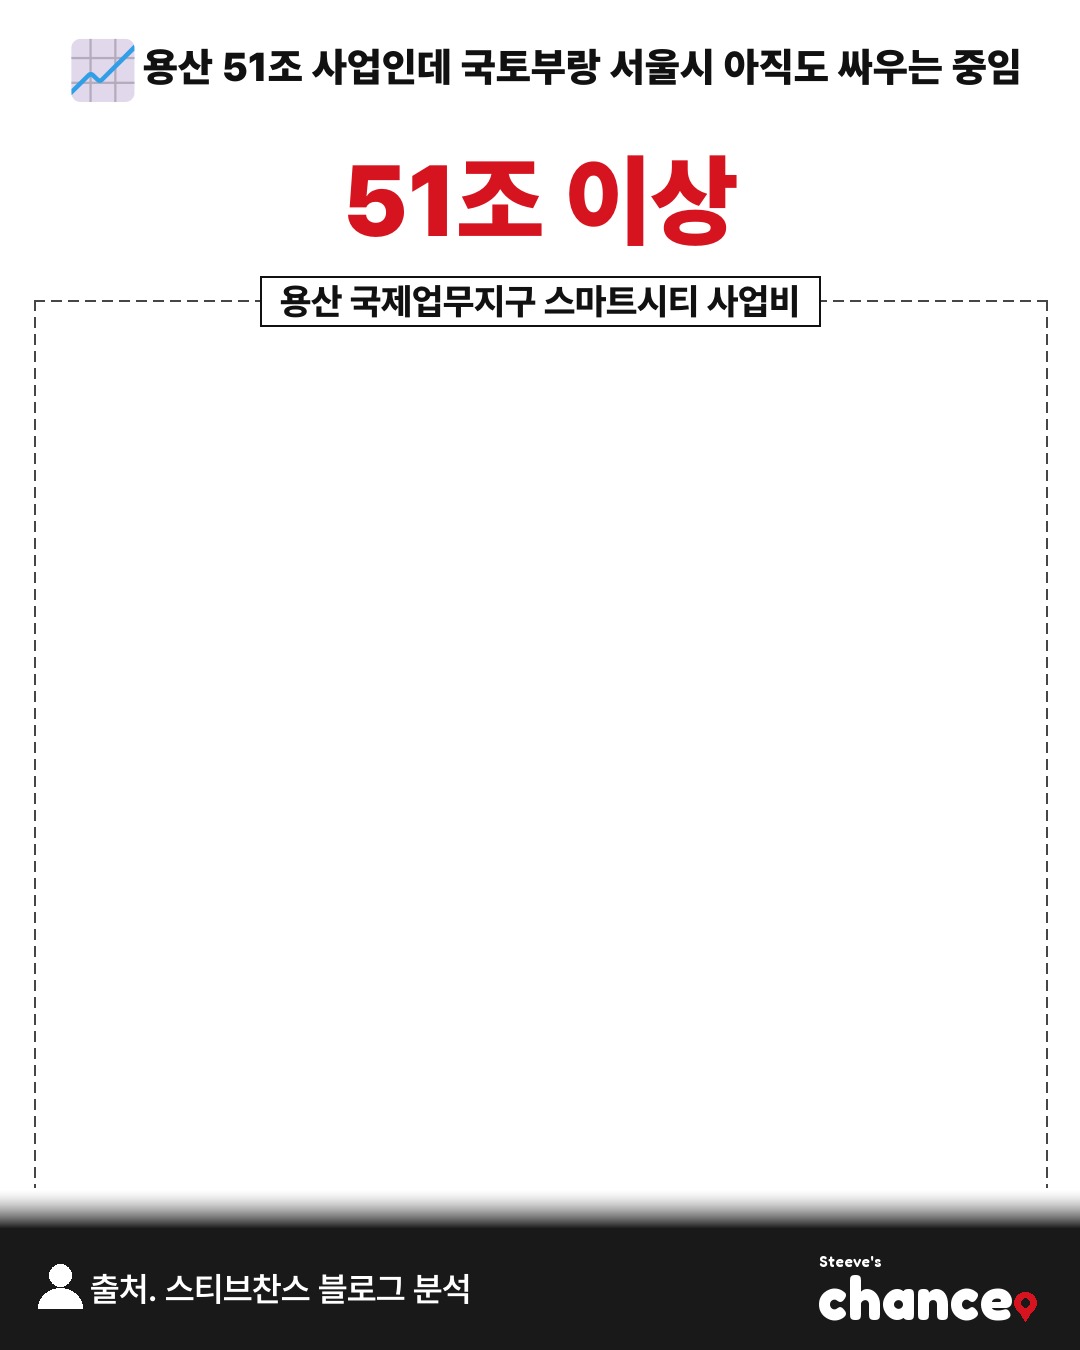 용산 51조 사업인데 국토부랑 서울시 아직도 싸우는 중임
51조 이상
용산 국제업무지구 스마트시티 사업비
출처. 스티브찬스 블로그 분석
Steeve's
chance